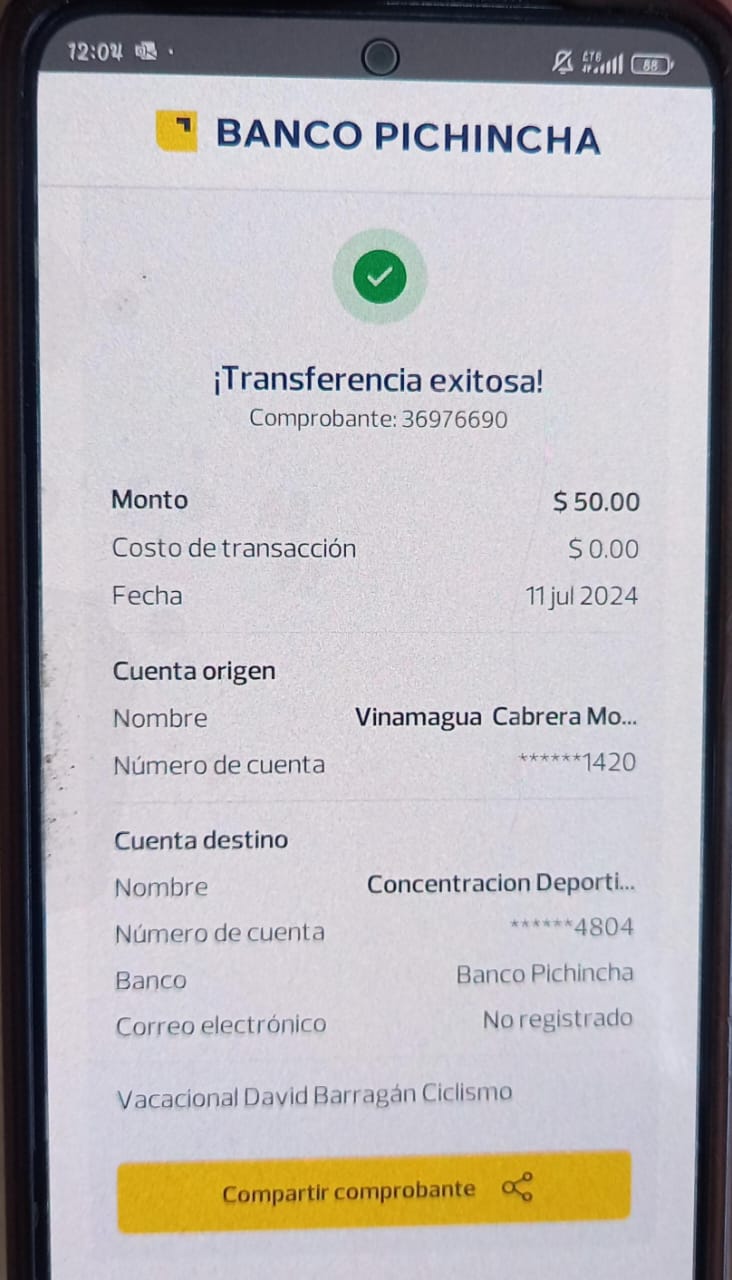 12:04
LTE
88
BANCO PICHINCHA
¡Transferencia exitosa!
Comprobante: 36976690
Monto $ 50.00
Costo de transacción $ 0.00
Fecha 11 jul 2024
Cuenta origen
Nombre Vinamagua Cabrera Mo...
Número de cuenta ******1420
Cuenta destino
Nombre Concentracion Deporti...
Número de cuenta ******4804
Banco Banco Pichincha
Correo electrónico No registrado
Vacacional David Barragán Ciclismo
Compartir comprobante